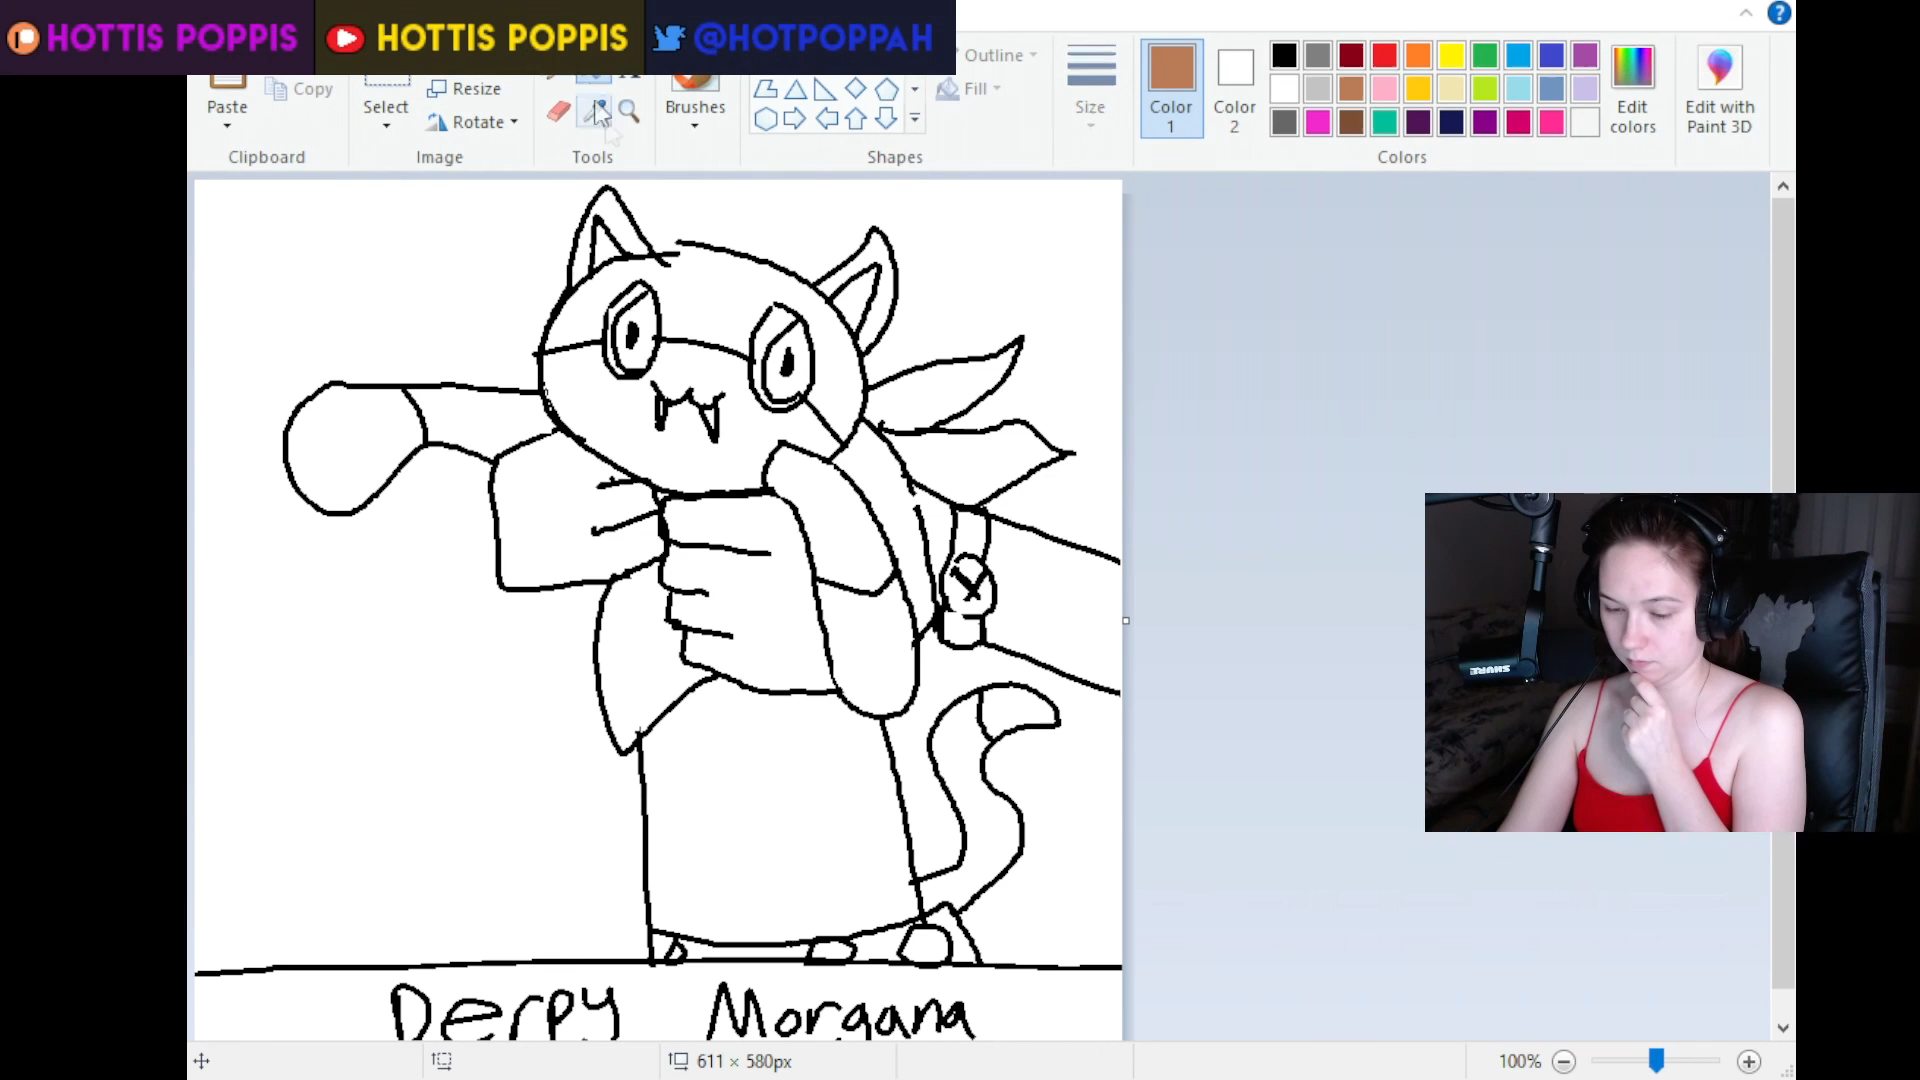 HOTTIS POPPIS HOTTIS POPPIS @HOTPOPPAH
Outline
Paste Copy Select Resize Rotate Brushes Fill Size Color 1 Color 2 Edit colors Edit with Paint 3D
Clipboard Image Tools Shapes Colors
SHURE
Derpy Morgana
611 × 580px 100%